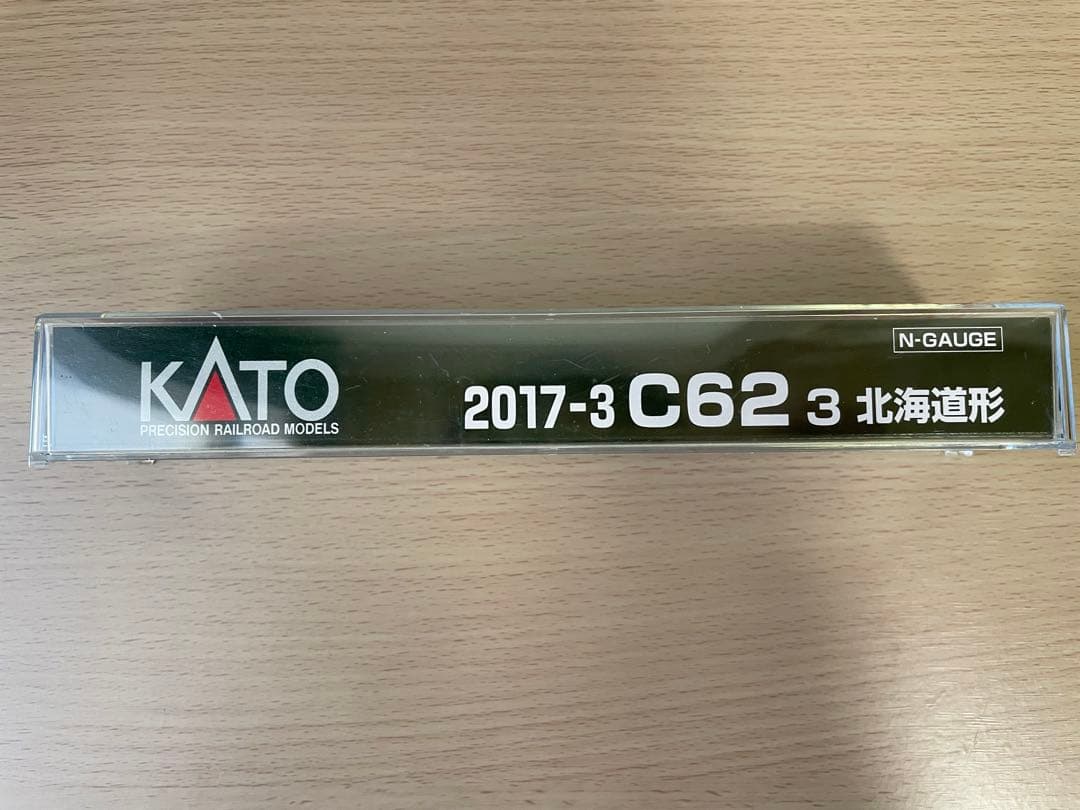 N-GAUGE
KATO
PRECISION RAILROAD MODELS
2017-3 C62 3 北海道形